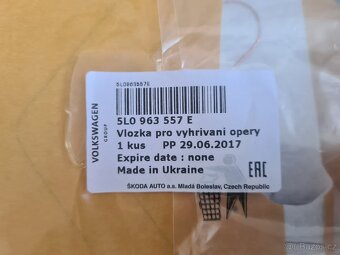 5L0963557E
VOLKSWAGEN
GROUP
5L0 963 557 E
Vlozka pro vyhrivani opery
1 kus PP 29.06.2017
Expire date : none
Made in Ukraine
EAC
ŠKODA AUTO a.s. Mladá Boleslav, Czech Republic